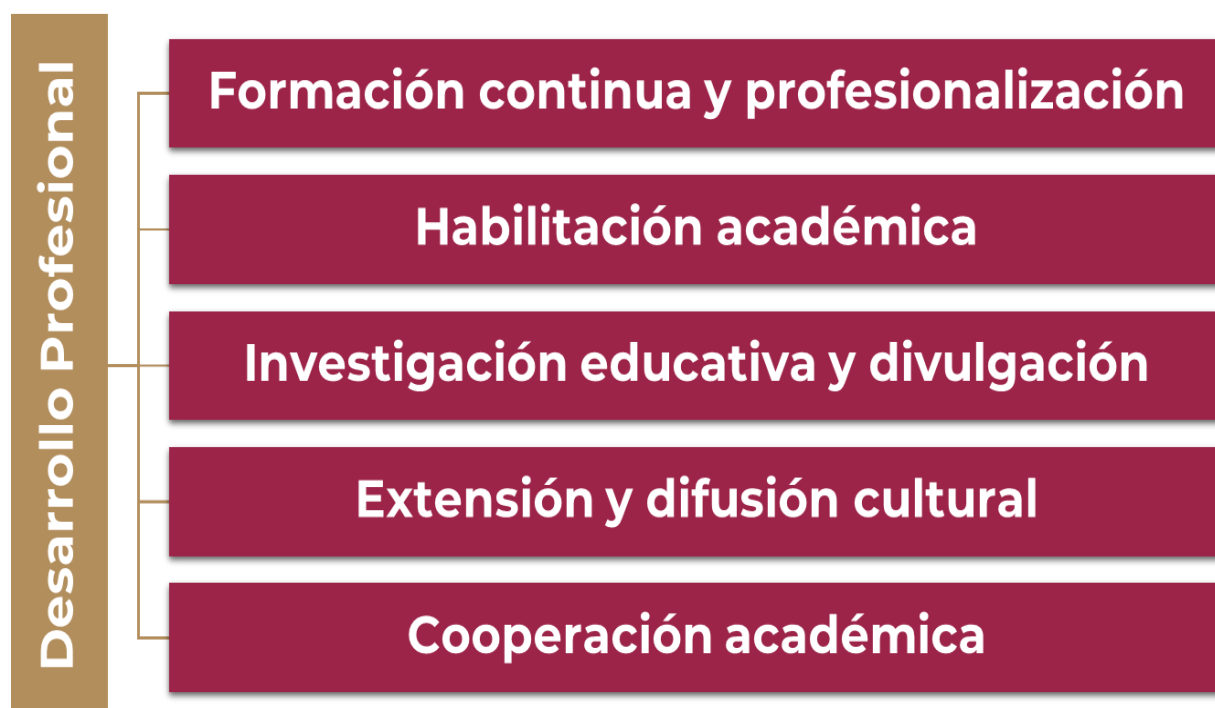 Desarrollo Profesional
Formación continua y profesionalización
Habilitación académica
Investigación educativa y divulgación
Extensión y difusión cultural
Cooperación académica